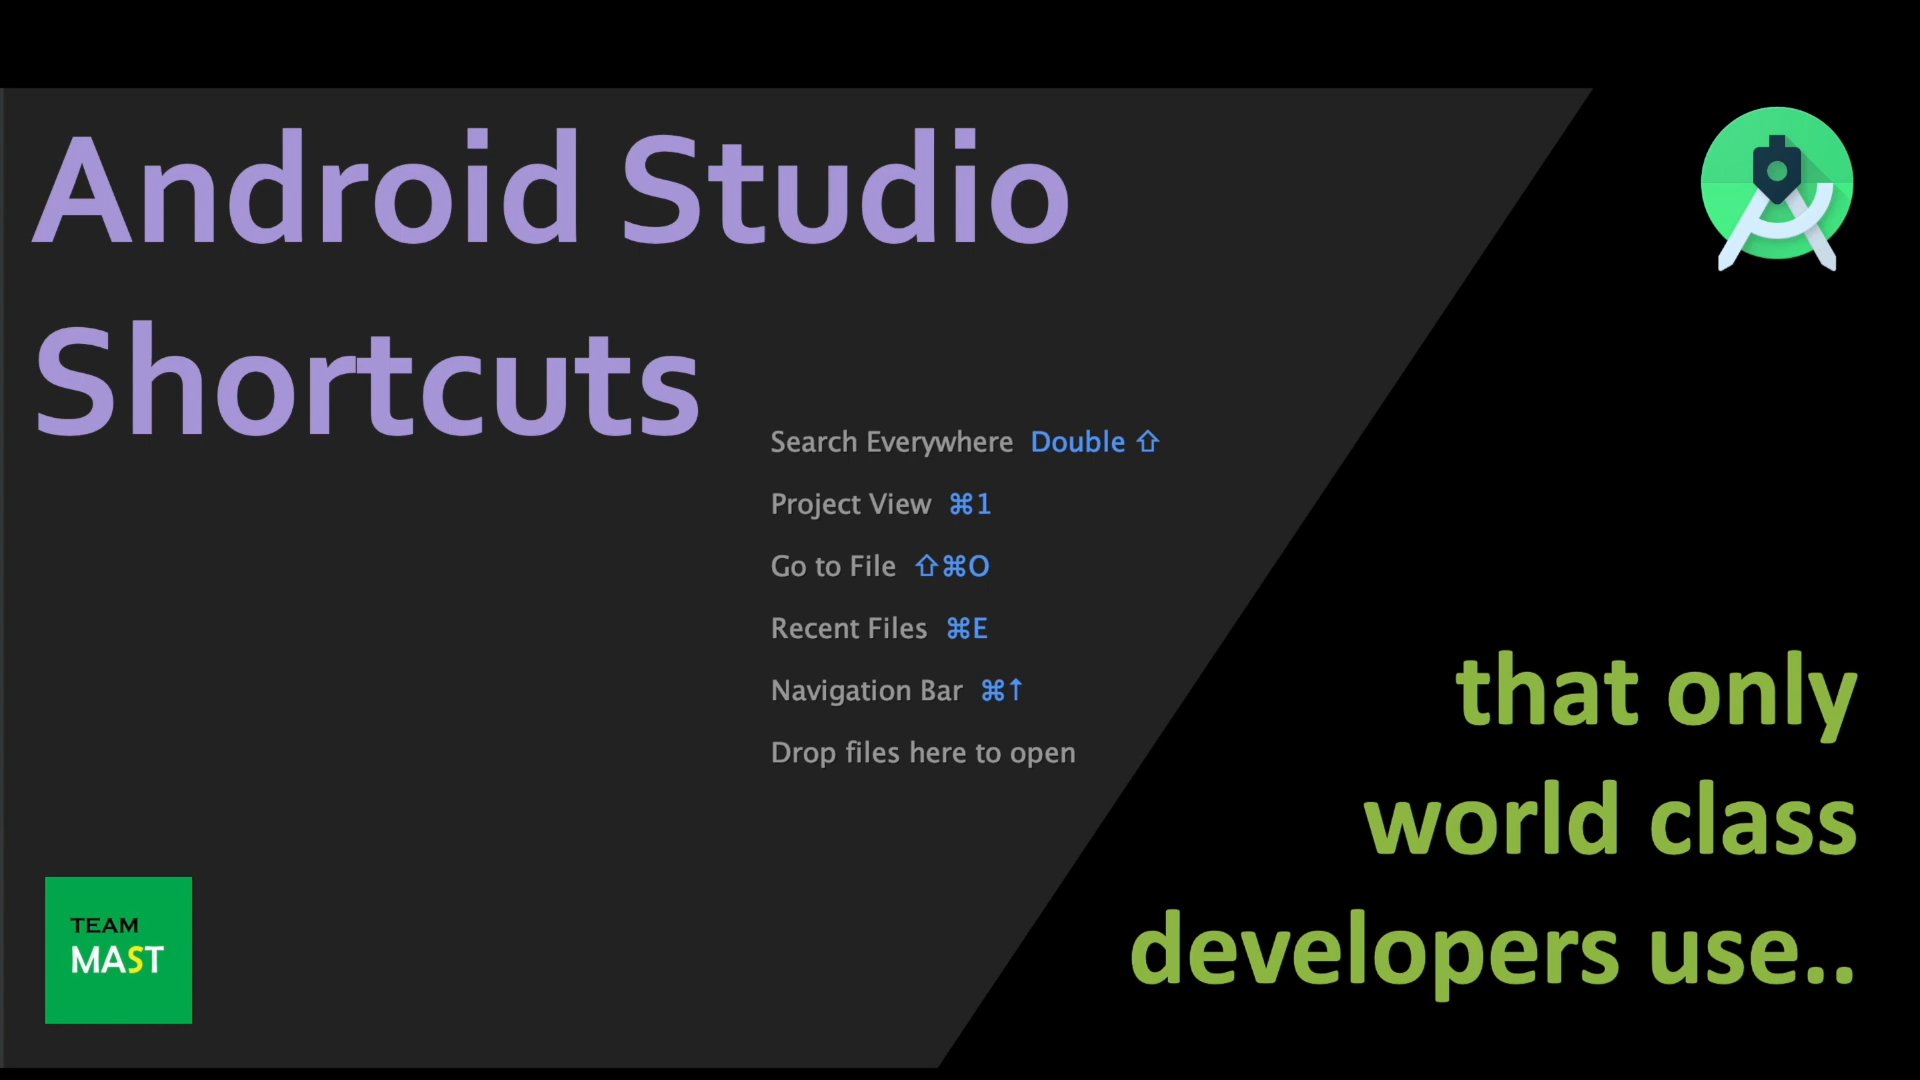 Android Studio
Shortcuts
Search Everywhere Double ⇧
Project View ⌘1
Go to File ⇧⌘O
Recent Files ⌘E
Navigation Bar ⌘↑
Drop files here to open
that only
world class
developers use..
TEAM
MAST